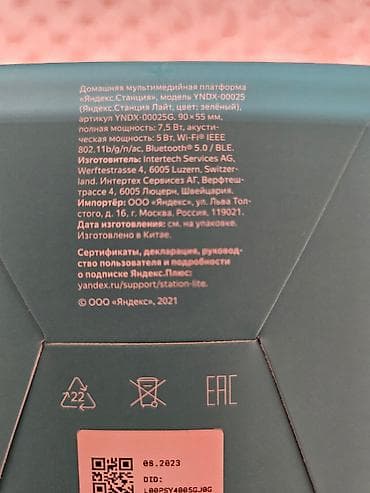 Домашняя мультимедийная платформа
«Яндекс.Станция», модель YNDX-00025
(Яндекс.Станция Лайт, цвет: зелёный),
артикул YNDX-00025G. 90×55 мм,
полная мощность: 7,5 Вт, акусти-
ческая мощность: 5 Вт, Wi-Fi® IEEE
802.11b/g/n/ac, Bluetooth® 5.0 / BLE.
Изготовитель: Intertech Services AG,
Werftestrasse 4, 6005 Luzern, Switzer-
land. Интертех Сервисез АГ, Верфтеш-
трассе 4, 6005 Люцерн, Швейцария.
Импортёр: ООО «Яндекс», ул. Льва Тол-
стого, д. 16, г. Москва, Россия, 119021.
Дата изготовления: см. на упаковке.
Изготовлено в Китае.
Сертификаты, декларация, руковод-
ство пользователя и подробности
о подписке Яндекс.Плюс:
yandex.ru/support/station-lite.
© ООО «Яндекс», 2021
22
EAC
08.2023
DID: